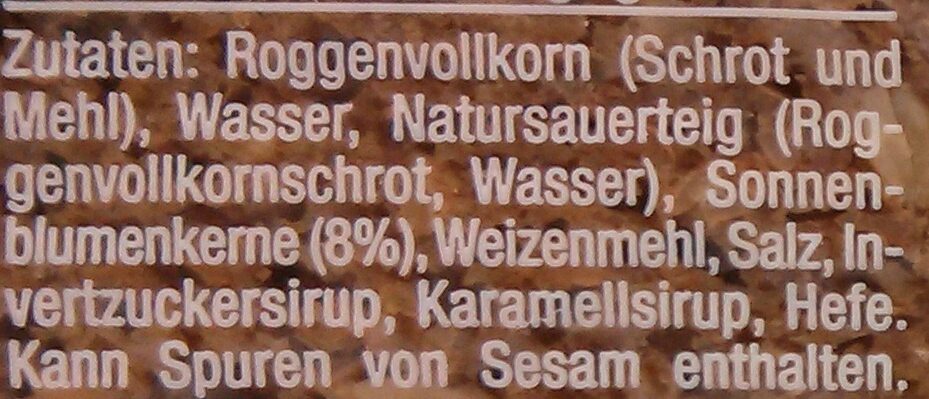 Zutaten: Roggenvollkorn (Schrot und
Mehl), Wasser, Natursauerteig (Rog-
genvollkornschrot, Wasser), Sonnen-
blumenkerne (8%), Weizenmehl, Salz, In-
vertzuckersirup, Karamellsirup, Hefe.
Kann Spuren von Sesam enthalten.